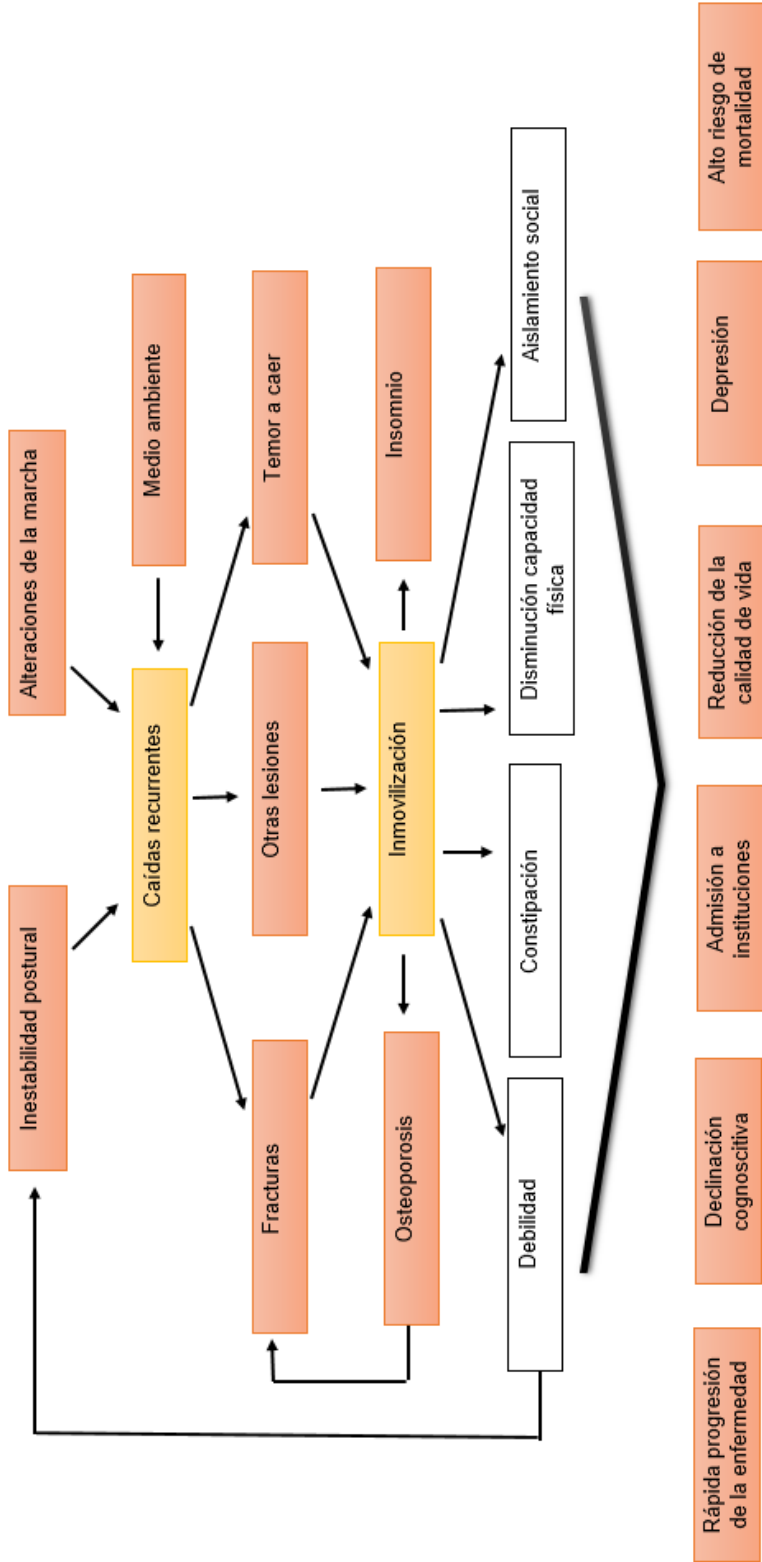 Inestabilidad postural
Alteraciones de la marcha
Caídas recurrentes
Medio ambiente
Fracturas
Otras lesiones
Temor a caer
Osteoporosis
Inmovilización
Insomnio
Debilidad
Constipación
Disminución capacidad
física
Aislamiento social
Rápida progresión
de la enfermedad
Declinación
cognoscitiva
Admisión a
instituciones
Reducción de la
calidad de vida
Depresión
Alto riesgo de
mortalidad